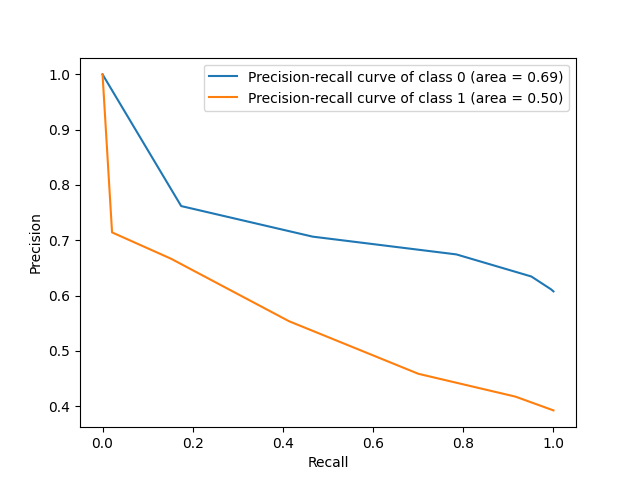 Precision-recall curve of class 0 (area = 0.69)
Precision-recall curve of class 1 (area = 0.50)
1.0
0.9
0.8
0.7
0.6
0.5
0.4
Precision
0.0 0.2 0.4 0.6 0.8 1.0
Recall